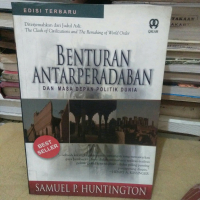 EDISI TERBARU
Diterjemahkan dari Judul Asli:
The Clash of Civilizations and The Remaking of World Order
BENTURAN
ANTARPERADABAN
DAN MASA DEPAN POLITIK DUNIA
BEST
SELLER
SAMUEL P. HUNTINGTON